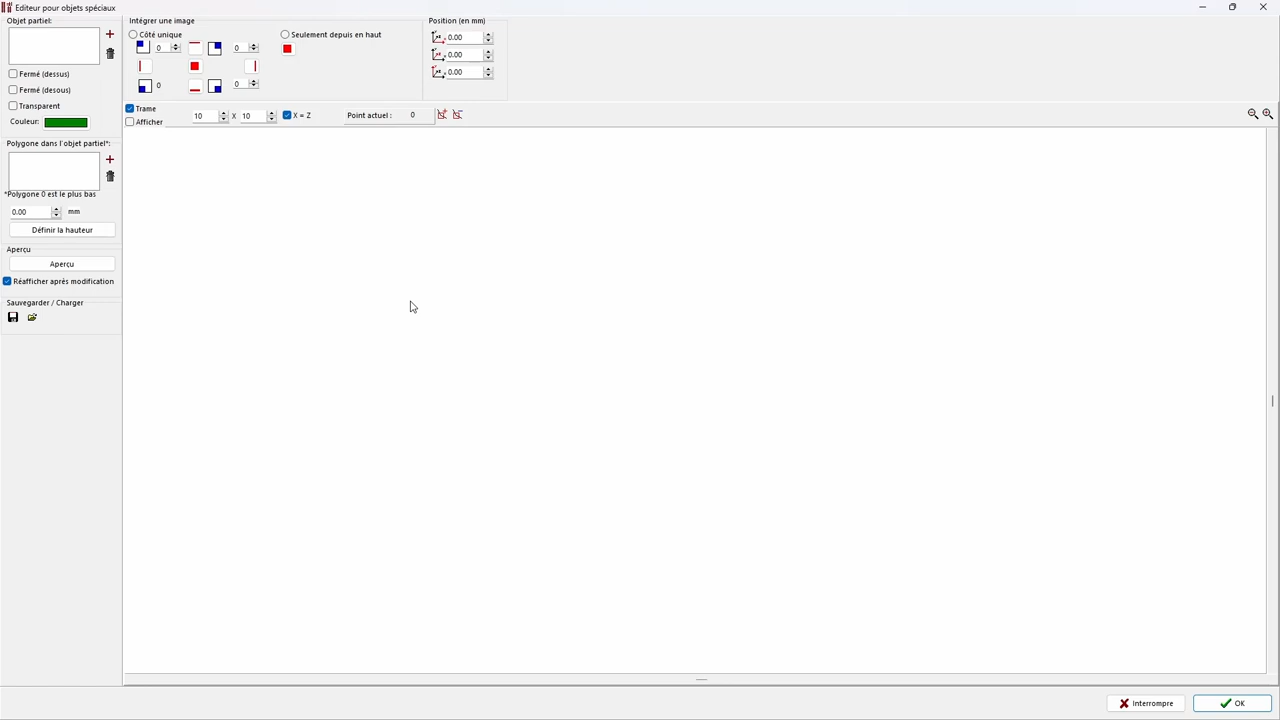 Editeur pour objets spéciaux
Objet partiel:
Fermé (dessus)
Fermé (desous)
Transparent
Couleur:
Polygone dans l'objet partiel*:
*Polygone 0 est le plus bas
0.00 mm
Définir la hauteur
Aperçu
Aperçu
Réafficher après modification
Sauvegarder / Charger
Intégrer une image
Côté unique
Seulement depuis en haut
0
0
0
0
Position (en mm)
0.00
0.00
0.00
Trame
Afficher
10 X 10
X = Z
Point actuel : 0
Interrompre
OK